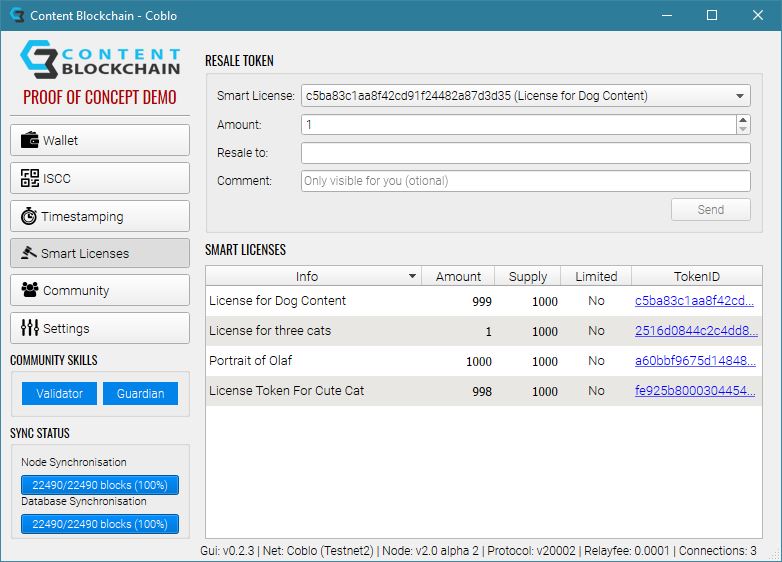 Content Blockchain - Coblo
CONTENT
BLOCKCHAIN
PROOF OF CONCEPT DEMO
Wallet
ISCC
Timestamping
Smart Licenses
Community
Settings
COMMUNITY SKILLS
Validator Guardian
SYNC STATUS
Node Synchronisation
22490/22490 blocks (100%)
Database Synchronisation
22490/22490 blocks (100%)
RESALE TOKEN
Smart License: c5ba83c1aa8f42cd91f24482a87d3d35 (License for Dog Content)
Amount: 1
Resale to:
Comment: Only visible for you (otional)
Send
SMART LICENSES
Info Amount Supply Limited TokenID
License for Dog Content 999 1000 No c5ba83c1aa8f42cd...
License for three cats 1 1000 No 2516d0844c2c4dd8...
Portrait of Olaf 1000 1000 No a60bbf9675d14848...
License Token For Cute Cat 998 1000 No fe925b8000304454...
Gui: v0.2.3 | Net: Coblo (Testnet2) | Node: v2.0 alpha 2 | Protocol: v20002 | Relayfee: 0.0001 | Connections: 3